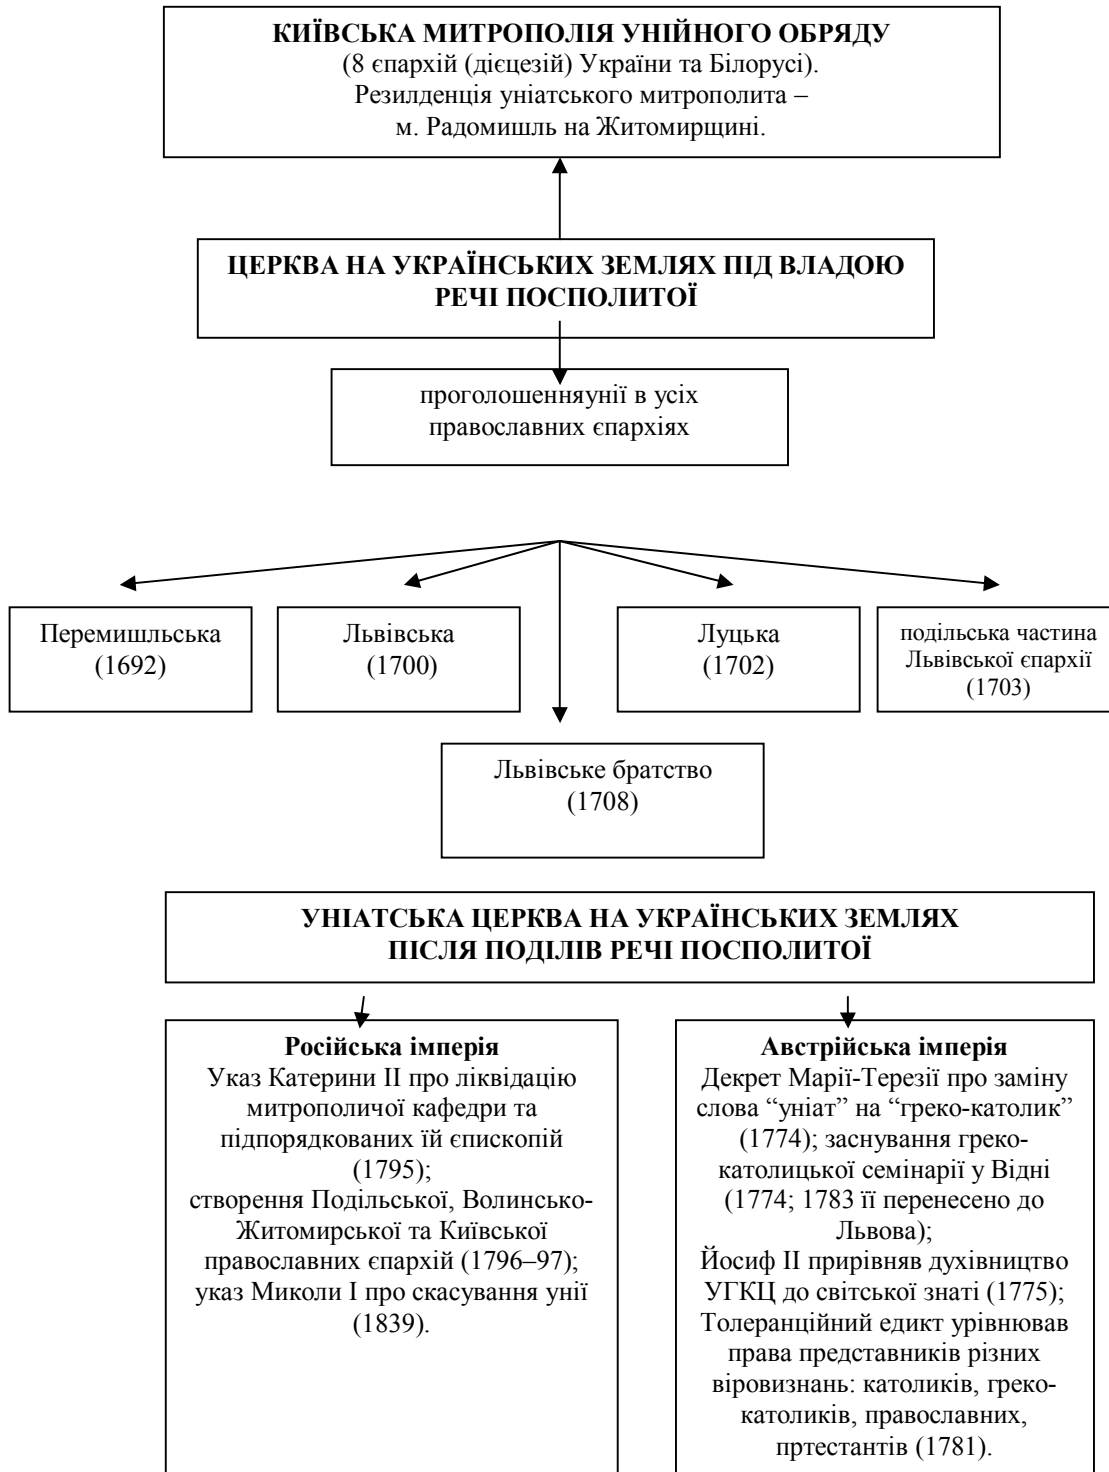 КИЇВСЬКА МИТРОПОЛІЯ УНІЙНОГО ОБРЯДУ
(8 єпархій (дієцезій) України та Білорусі).
Резилденція уніатського митрополита –
м. Радомишль на Житомирщині.
ЦЕРКВА НА УКРАЇНСЬКИХ ЗЕМЛЯХ ПІД ВЛАДОЮ
РЕЧІ ПОСПОЛИТОЇ
проголошенняунії в усіх
православних єпархіях
Перемишльська
(1692)
Львівська
(1700)
Луцька
(1702)
подільська частина
Львівської єпархії
(1703)
Львівське братство
(1708)
УНІАТСЬКА ЦЕРКВА НА УКРАЇНСЬКИХ ЗЕМЛЯХ
ПІСЛЯ ПОДІЛІВ РЕЧІ ПОСПОЛИТОЇ
Російська імперія
Указ Катерини ІІ про ліквідацію
митрополичої кафедри та
підпорядкованих їй єпископій
(1795);
створення Подільської, Волинсько-
Житомирської та Київської
православних єпархій (1796–97);
указ Миколи І про скасування унії
(1839).
Австрійська імперія
Декрет Марії-Терезії про заміну
слова “уніат” на “греко-католик”
(1774); заснування греко-
католицької семінарії у Відні
(1774; 1783 її перенесено до
Львова);
Йосиф ІІ прирівняв духівництво
УГКЦ до світської знаті (1775);
Толеранційний едикт урівнював
права представників різних
віровизнань: католиків, греко-
католиків, православних,
пртестантів (1781).